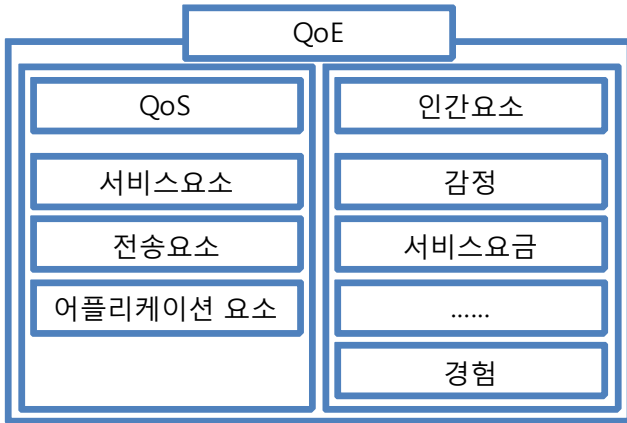 QoE
QoS
서비스요소
전송요소
어플리케이션 요소
인간요소
감정
서비스요금
......
경험